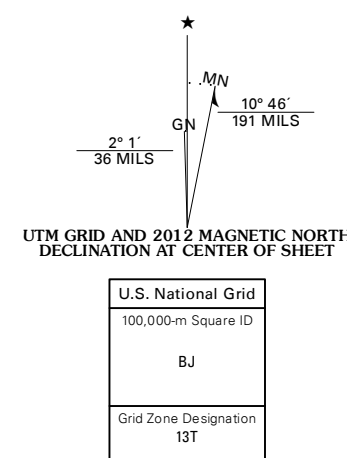 ★
MN
10° 46´
191 MILS
GN
2° 1´
36 MILS
UTM GRID AND 2012 MAGNETIC NORTH
DECLINATION AT CENTER OF SHEET
U.S. National Grid
100,000-m Square ID
BJ
Grid Zone Designation
13T